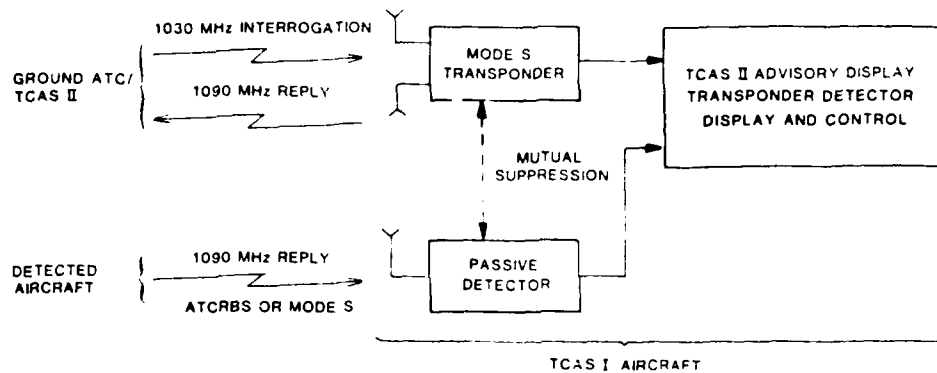 1030 MHz INTERROGATION
GROUND ATC/
TCAS II
1090 MHz REPLY
MODE S
TRANSPONDER
TCAS II ADVISORY DISPLAY
TRANSPONDER DETECTOR
DISPLAY AND CONTROL
MUTUAL
SUPPRESSION
DETECTED
AIRCRAFT
1090 MHz REPLY
ATCRBS OR MODE S
PASSIVE
DETECTOR
TCAS I AIRCRAFT